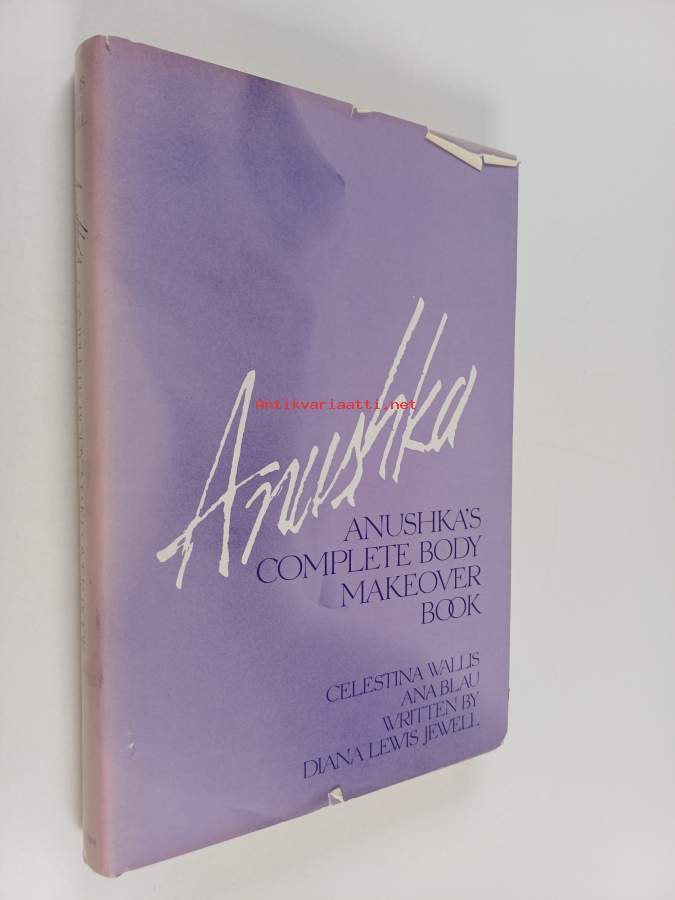 Anushka
Antikvariaatti.net
ANUSHKA'S
COMPLETE BODY
MAKEOVER
BOOK
CELESTINA WALLIS
ANA BLAU
WRITTEN BY
DIANA LEWIS JEWELL